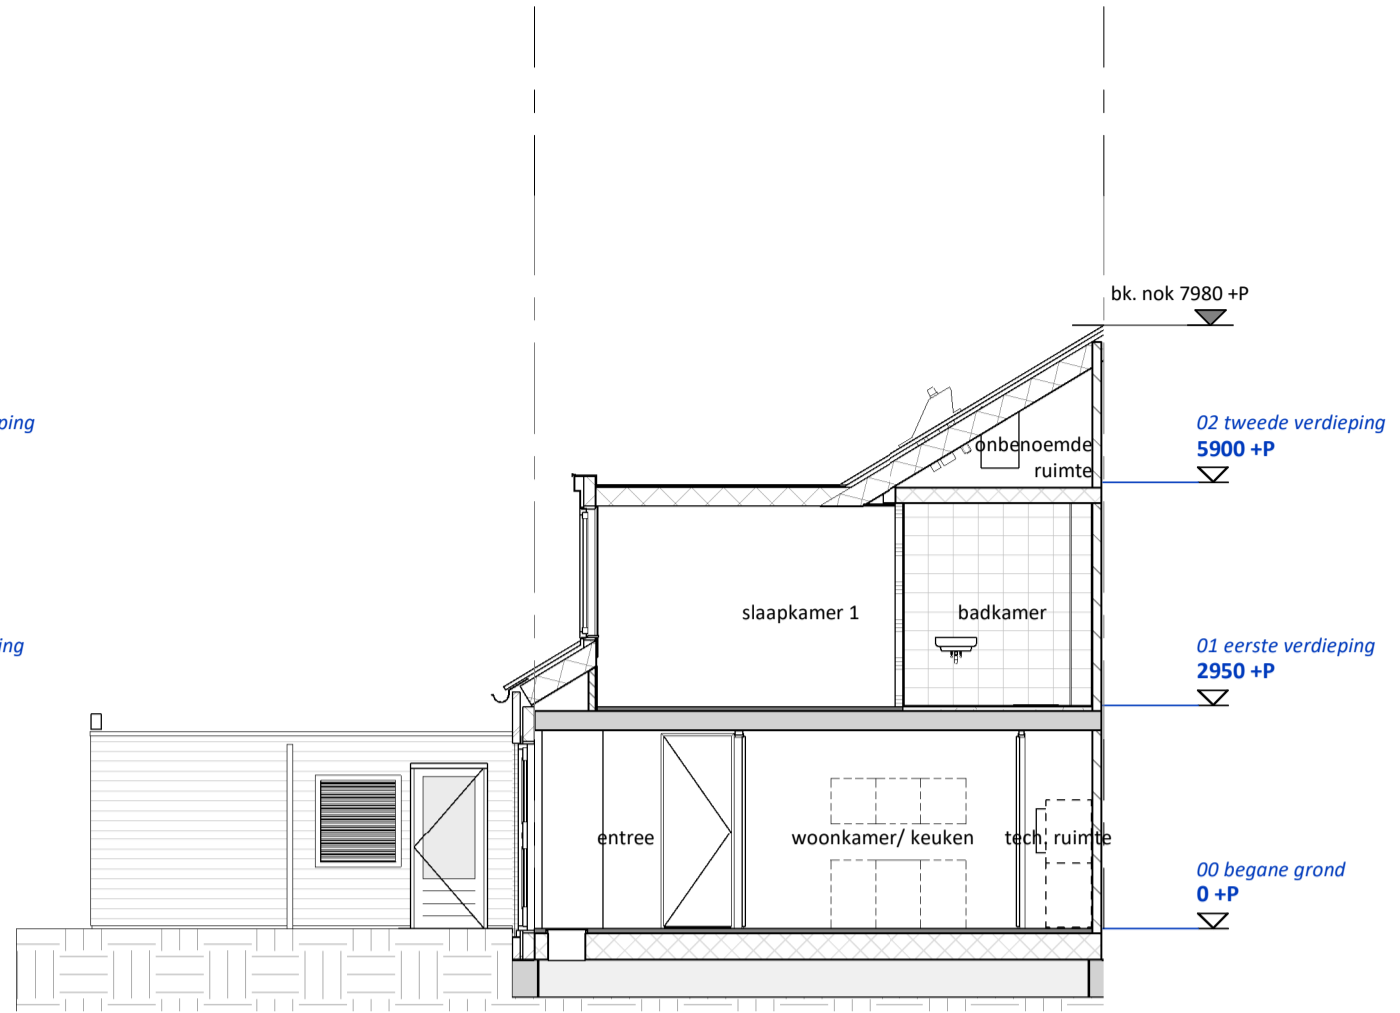 bk. nok 7980 +P
ping
02 tweede verdieping
5900 +P
onbenoemde
ruimte
slaapkamer 1
badkamer
ing
01 eerste verdieping
2950 +P
entree
woonkamer/ keuken
tech. ruimte
00 begane grond
0 +P